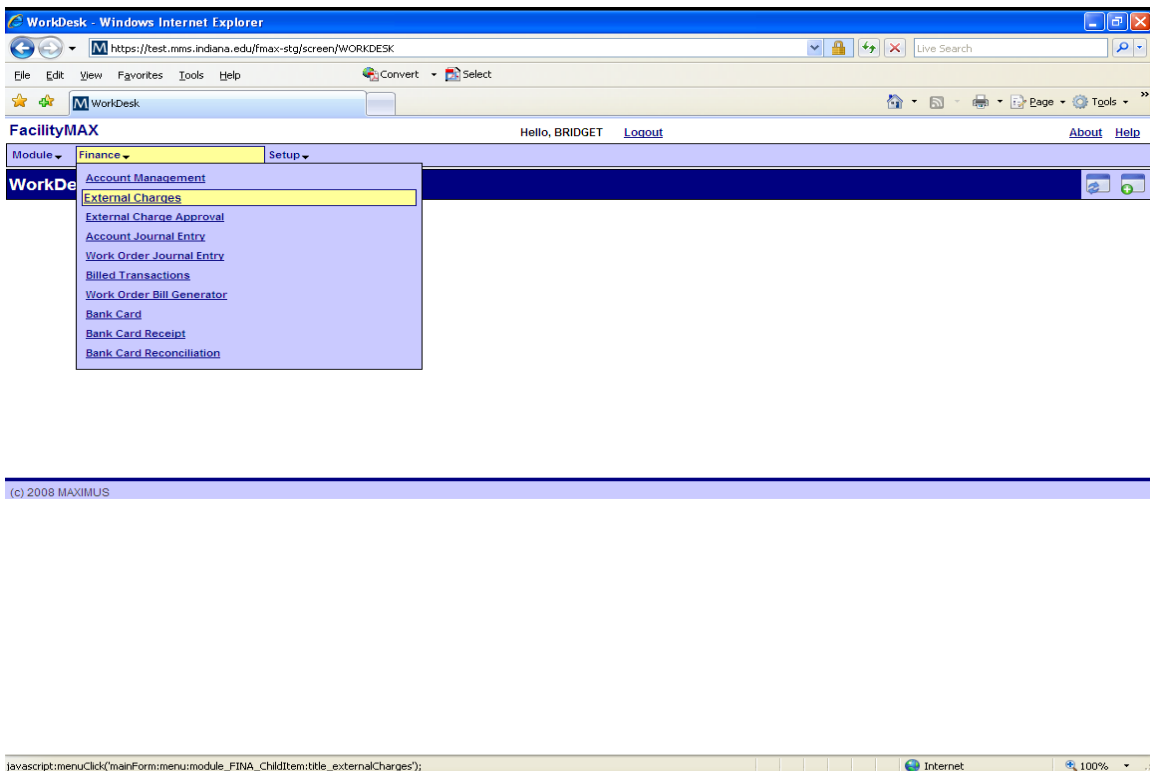 WorkDesk - Windows Internet Explorer
https://test.mms.indiana.edu/fmax-stg/screen/WORKDESK Live Search
File Edit View Favorites Tools Help Convert Select
WorkDesk Page Tools »
FacilityMAX Hello, BRIDGET Logout About Help
Module Finance Setup
WorkDe
Account Management
External Charges
External Charge Approval
Account Journal Entry
Work Order Journal Entry
Billed Transactions
Work Order Bill Generator
Bank Card
Bank Card Receipt
Bank Card Reconciliation
(c) 2008 MAXIMUS
javascript:menuClick('mainForm:menu:module_FINA_ChildItem:title_externalCharges'); Internet 100%